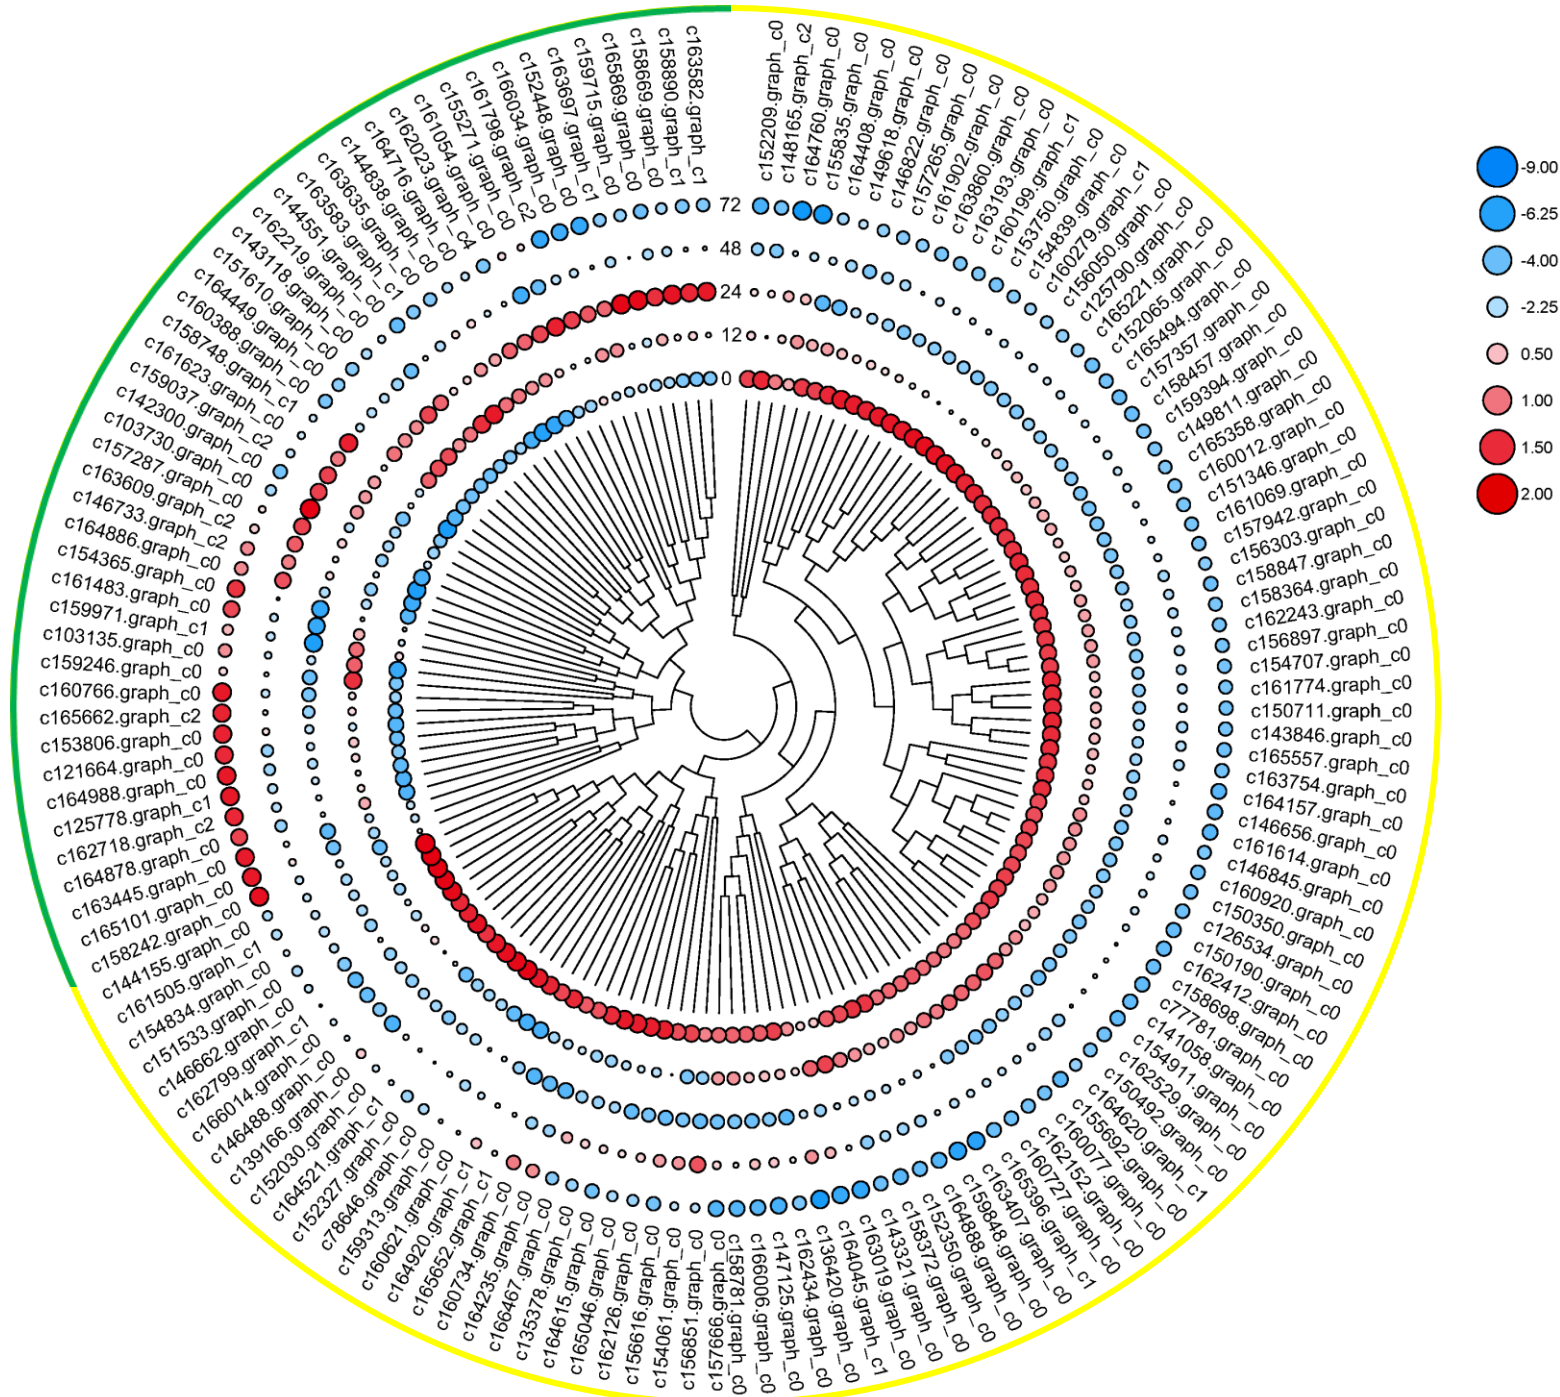 c152209.graph_c0
c148165.graph_c2
c164760.graph_c0
c155835.graph_c0
c164408.graph_c0
c149618.graph_c0
c146822.graph_c0
c157265.graph_c0
c161902.graph_c0
c163860.graph_c0
c163193.graph_c0
c160199.graph_c1
c153750.graph_c0
c154839.graph_c0
c160279.graph_c1
c156050.graph_c0
c125790.graph_c0
c165221.graph_c0
c152065.graph_c0
c165494.graph_c0
c157357.graph_c0
c158457.graph_c0
c159394.graph_c0
c149811.graph_c0
c165358.graph_c0
c160012.graph_c0
c151346.graph_c0
c161069.graph_c0
c157942.graph_c0
c156303.graph_c0
c158847.graph_c0
c158364.graph_c0
c162243.graph_c0
c156897.graph_c0
c154707.graph_c0
c161774.graph_c0
c150711.graph_c0
c143846.graph_c0
c165557.graph_c0
c163754.graph_c0
c164157.graph_c0
c146656.graph_c0
c161614.graph_c0
c146845.graph_c0
c160920.graph_c0
c150350.graph_c0
c126534.graph_c0
c150190.graph_c0
c162412.graph_c0
c158698.graph_c0
c77781.graph_c0
c141058.graph_c0
c154911.graph_c0
c162529.graph_c0
c150492.graph_c0
c164620.graph_c1
c155692.graph_c0
c160077.graph_c0
c160727.graph_c0
c162152.graph_c0
c165396.graph_c1
c163407.graph_c0
c159848.graph_c0
c164888.graph_c0
c152350.graph_c0
c158372.graph_c0
c143321.graph_c0
c163019.graph_c0
c164045.graph_c1
c136420.graph_c0
c162434.graph_c0
c147125.graph_c0
c166006.graph_c0
c158781.graph_c0
c157666.graph_c0
c156851.graph_c0
c154061.graph_c0
c156616.graph_c0
c162126.graph_c0
c165046.graph_c0
c164615.graph_c0
c135378.graph_c0
c166467.graph_c0
c164235.graph_c0
c160734.graph_c0
c165652.graph_c1
c164920.graph_c1
c160621.graph_c0
c159313.graph_c0
c78646.graph_c0
c152327.graph_c0
c164521.graph_c1
c152030.graph_c0
c139166.graph_c0
c146488.graph_c0
c166014.graph_c0
c162799.graph_c1
c146662.graph_c0
c151533.graph_c0
c154834.graph_c0
c161505.graph_c1
c144155.graph_c0
c158242.graph_c0
c165101.graph_c0
c163445.graph_c0
c164878.graph_c0
c162718.graph_c2
c125778.graph_c1
c164988.graph_c0
c121664.graph_c0
c153806.graph_c0
c165662.graph_c2
c160766.graph_c0
c159246.graph_c0
c103135.graph_c0
c159971.graph_c1
c161483.graph_c0
c154365.graph_c0
c164886.graph_c0
c146733.graph_c2
c163609.graph_c2
c157287.graph_c0
c103730.graph_c0
c142300.graph_c0
c159037.graph_c2
c161623.graph_c0
c158748.graph_c1
c160388.graph_c0
c164449.graph_c0
c151610.graph_c0
c143118.graph_c0
c162219.graph_c0
c144551.graph_c1
c163583.graph_c1
c163635.graph_c0
c144838.graph_c0
c164716.graph_c0
c162023.graph_c4
c161054.graph_c0
c155271.graph_c2
c161798.graph_c2
c166034.graph_c0
c152448.graph_c0
c163697.graph_c1
c159715.graph_c0
c165869.graph_c0
c158669.graph_c0
c158890.graph_c1
c163582.graph_c1
72
48
24
12
0
-9.00
-6.25
-4.00
-2.25
0.50
1.00
1.50
2.00